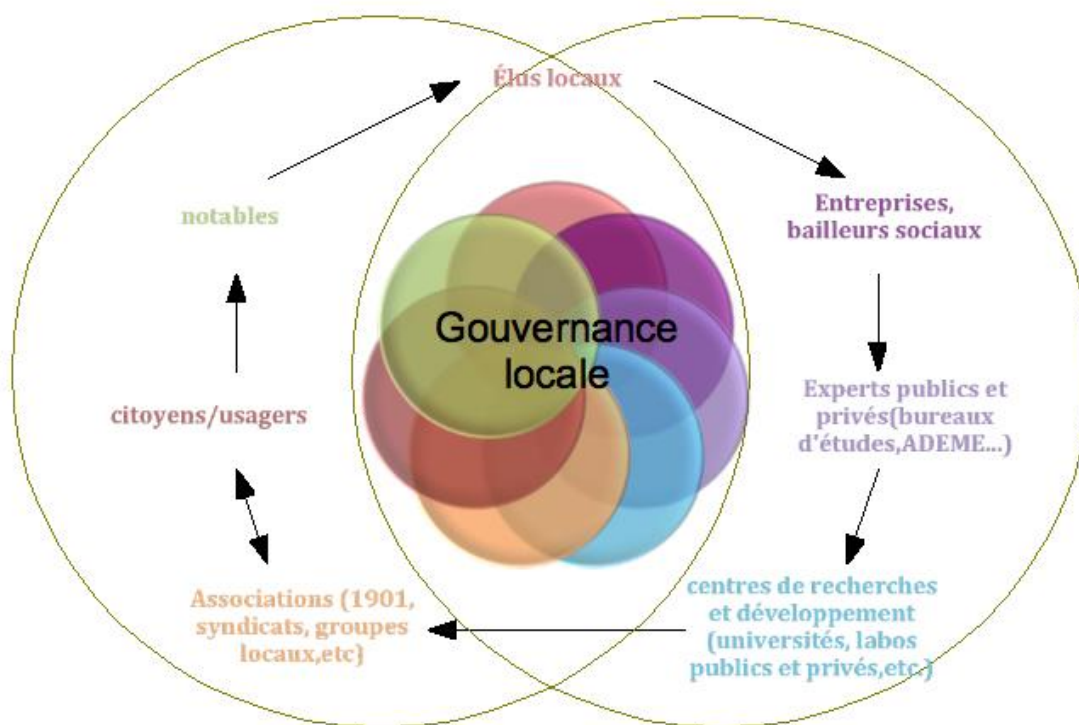 Élus locaux
notables
Entreprises,
bailleurs sociaux
Gouvernance
locale
citoyens/usagers
Experts publics et
privés(bureaux
d'études,ADEME...)
Associations (1901,
syndicats, groupes
locaux,etc)
centres de recherches
et développement
(universités, labos
publics et privés,etc.)